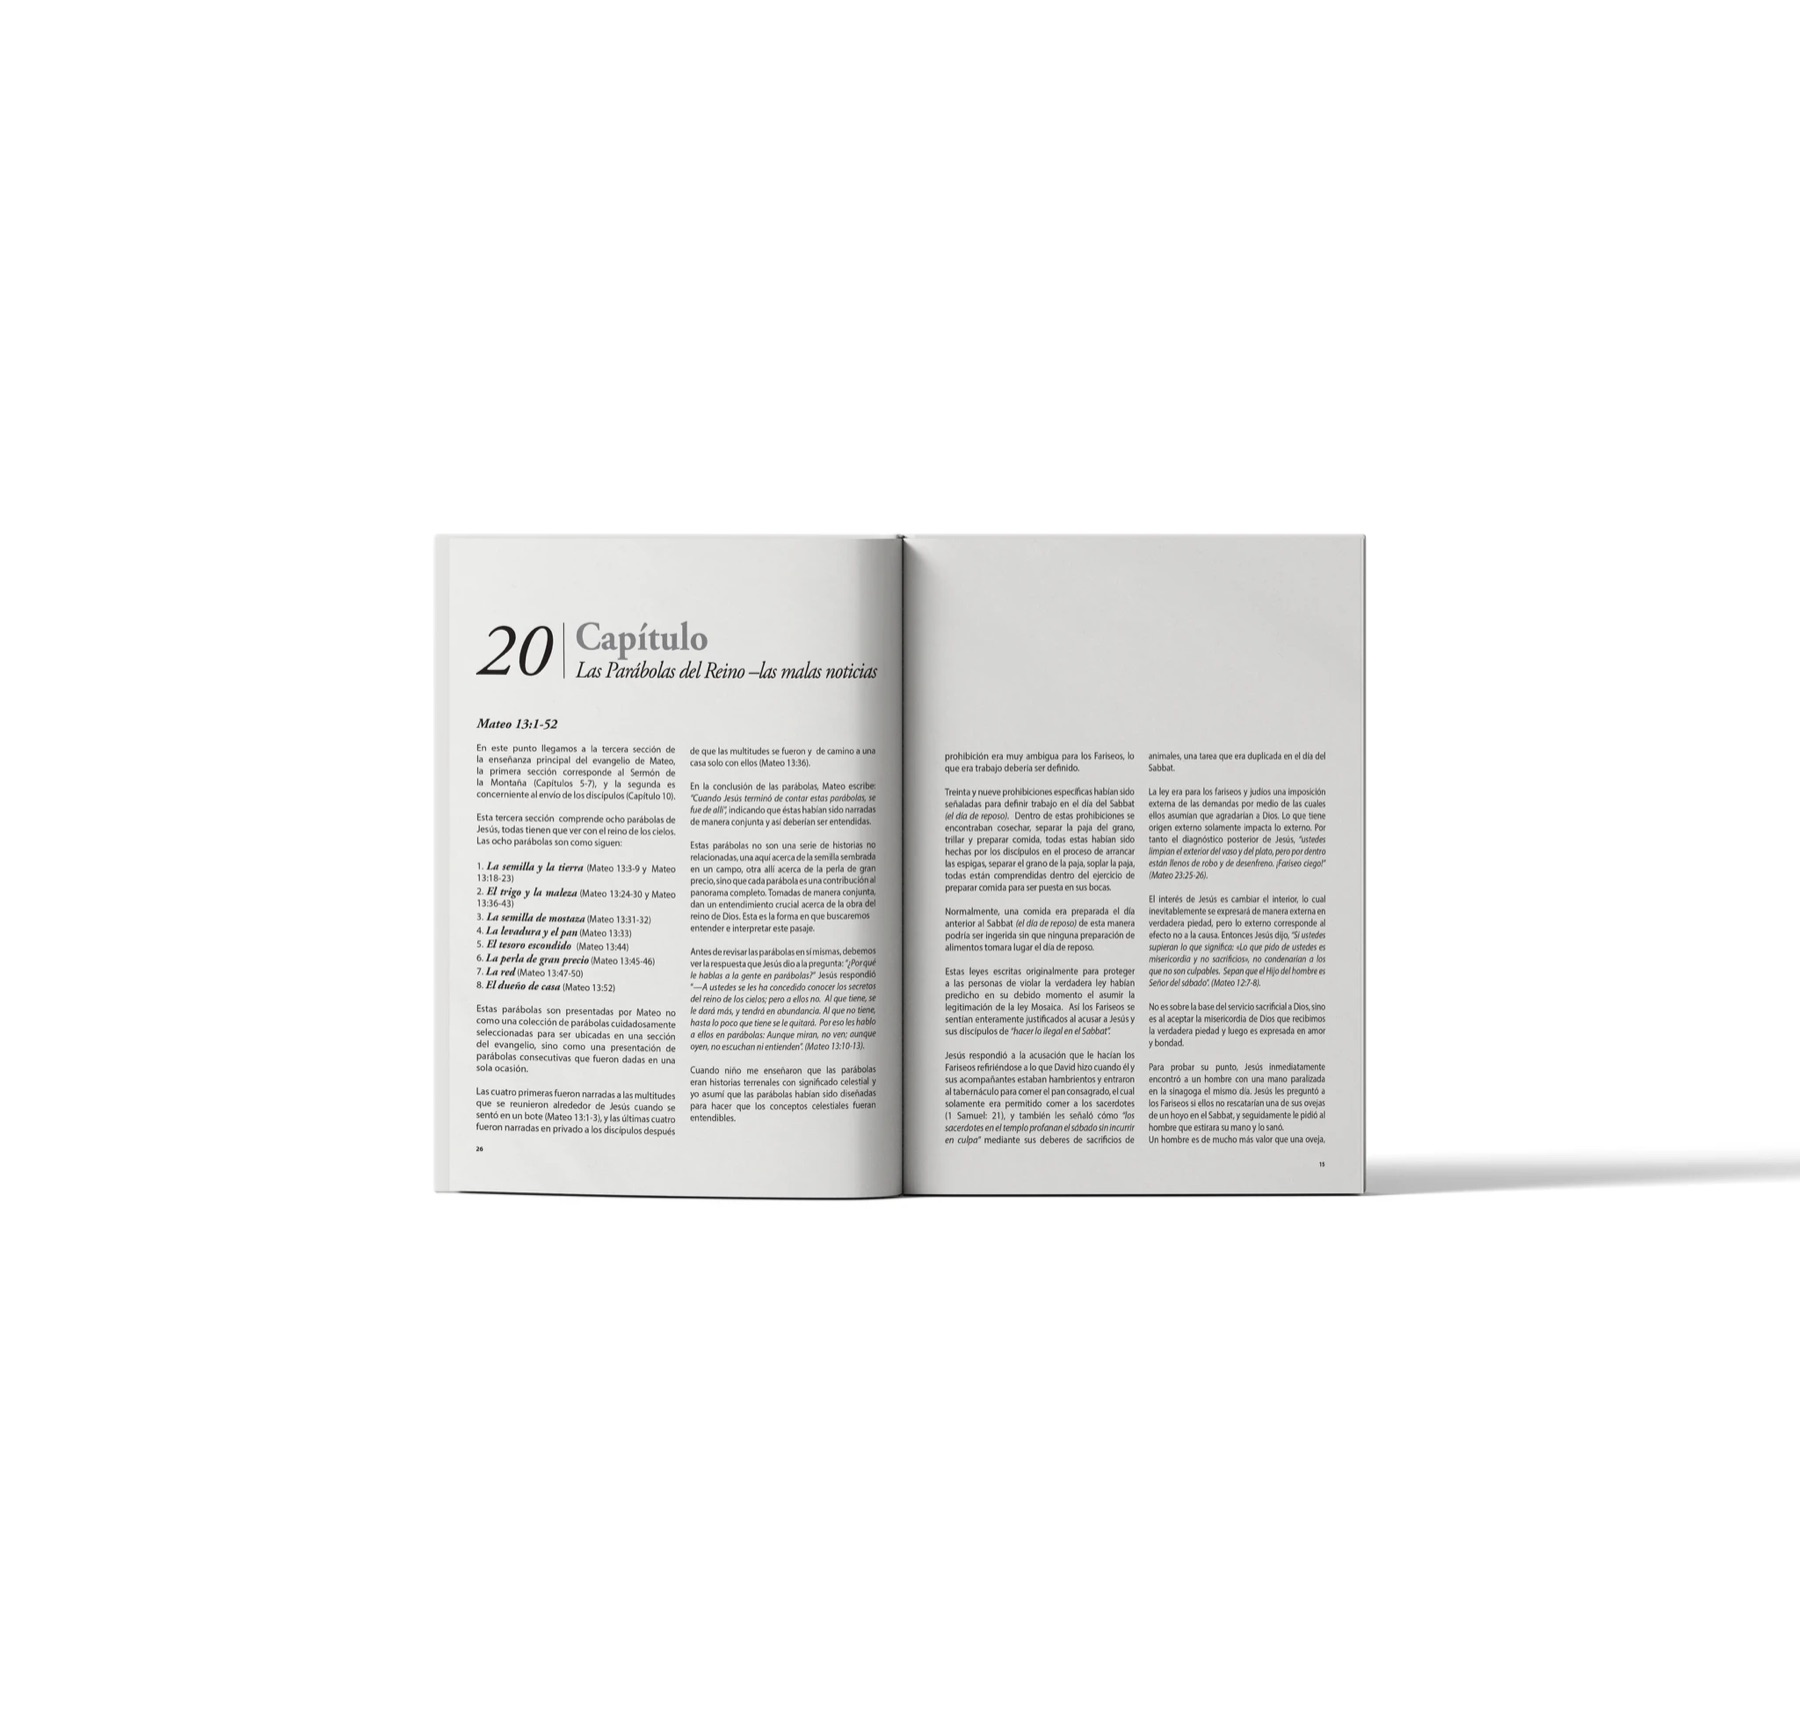 20
Capítulo
Las Parábolas del Reino –las malas noticias
Mateo 13:1-52
En este punto llegamos a la tercera sección de
la enseñanza principal del evangelio de Mateo,
la primera sección corresponde al Sermón de
la Montaña (Capítulos 5-7), y la segunda es
concerniente al envío de los discípulos (Capítulo 10).
Esta tercera sección comprende ocho parábolas de
Jesús, todas tienen que ver con el reino de los cielos.
Las ocho parábolas son como siguen:
1. La semilla y la tierra (Mateo 13:3-9 y Mateo
13:18-23)
2. El trigo y la maleza (Mateo 13:24-30 y Mateo
13:36-43)
3. La semilla de mostaza (Mateo 13:31-32)
4. La levadura y el pan (Mateo 13:33)
5. El tesoro escondido (Mateo 13:44)
6. La perla de gran precio (Mateo 13:45-46)
7. La red (Mateo 13:47-50)
8. El dueño de casa (Mateo 13:52)
Estas parábolas son presentadas por Mateo no
como una colección de parábolas cuidadosamente
seleccionadas para ser ubicadas en una sección
del evangelio, sino como una presentación de
parábolas consecutivas que fueron dadas en una
sola ocasión.
Las cuatro primeras fueron narradas a las multitudes
que se reunieron alrededor de Jesús cuando se
sentó en un bote (Mateo 13:1-3), y las últimas cuatro
fueron narradas en privado a los discípulos después
26
de que las multitudes se fueron y de camino a una
casa solo con ellos (Mateo 13:36).
En la conclusión de las parábolas, Mateo escribe:
"Cuando Jesús terminó de contar estas parábolas, se
fue de allí", indicando que éstas habían sido narradas
de manera conjunta y así deberían ser entendidas.
Estas parábolas no son una serie de historias no
relacionadas, una aquí acerca de la semilla sembrada
en un campo, otra allí acerca de la perla de gran
precio, sino que cada parábola es una contribución al
panorama completo. Tomadas de manera conjunta,
dan un entendimiento crucial acerca de la obra del
reino de Dios. Esta es la forma en que buscaremos
entender e interpretar este pasaje.
Antes de revisar las parábolas en sí mismas, debemos
ver la respuesta que Jesús dio a la pregunta: "¿Por qué
le hablas a la gente en parábolas?" Jesús respondió
"—A ustedes se les ha concedido conocer los secretos
del reino de los cielos; pero a ellos no. Al que tiene, se
le dará más, y tendrá en abundancia. Al que no tiene,
hasta lo poco que tiene se le quitará. Por eso les hablo
a ellos en parábolas: Aunque miran, no ven; aunque
oyen, no escuchan ni entienden". (Mateo 13:10-13).
Cuando niño me enseñaron que las parábolas
eran historias terrenales con significado celestial y
yo asumí que las parábolas habían sido diseñadas
para hacer que los conceptos celestiales fueran
entendibles.
prohibición era muy ambigua para los Fariseos, lo
que era trabajo debería ser definido.
Treinta y nueve prohibiciones específicas habían sido
señaladas para definir trabajo en el día del Sabbat
(el día de reposo). Dentro de estas prohibiciones se
encontraban cosechar, separar la paja del grano,
trillar y preparar comida, todas estas habían sido
hechas por los discípulos en el proceso de arrancar
las espigas, separar el grano de la paja, soplar la paja,
todas están comprendidas dentro del ejercicio de
preparar comida para ser puesta en sus bocas.
Normalmente, una comida era preparada el día
anterior al Sabbat (el día de reposo) de esta manera
podría ser ingerida sin que ninguna preparación de
alimentos tomara lugar el día de reposo.
Estas leyes escritas originalmente para proteger
a las personas de violar la verdadera ley habían
predicho en su debido momento el asumir la
legitimación de la ley Mosaica. Así los Fariseos se
sentían enteramente justificados al acusar a Jesús y
sus discípulos de "hacer lo ilegal en el Sabbat".
Jesús respondió a la acusación que le hacían los
Fariseos refiriéndose a lo que David hizo cuando él y
sus acompañantes estaban hambrientos y entraron
al tabernáculo para comer el pan consagrado, el cual
solamente era permitido comer a los sacerdotes
(1 Samuel: 21), y también les señaló cómo "los
sacerdotes en el templo profanan el sábado sin incurrir
en culpa" mediante sus deberes de sacrificios de
animales, una tarea que era duplicada en el día del
Sabbat.
La ley era para los fariseos y judíos una imposición
externa de las demandas por medio de las cuales
ellos asumían que agradarían a Dios. Lo que tiene
origen externo solamente impacta lo externo. Por
tanto el diagnóstico posterior de Jesús, "ustedes
limpian el exterior del vaso y del plato, pero por dentro
están llenos de robo y de desenfreno. ¡Fariseo ciego!"
(Mateo 23:25-26).
El interés de Jesús es cambiar el interior, lo cual
inevitablemente se expresará de manera externa en
verdadera piedad, pero lo externo corresponde al
efecto no a la causa. Entonces Jesús dijo, "Si ustedes
supieran lo que significa: «Lo que pido de ustedes es
misericordia y no sacrificios», no condenarían a los
que no son culpables. Sepan que el Hijo del hombre es
Señor del sábado". (Mateo 12:7-8).
No es sobre la base del servicio sacrificial a Dios, sino
es al aceptar la misericordia de Dios que recibimos
la verdadera piedad y luego es expresada en amor
y bondad.
Para probar su punto, Jesús inmediatamente
encontró a un hombre con una mano paralizada
en la sinagoga el mismo día. Jesús les preguntó a
los Fariseos si ellos no rescatarían una de sus ovejas
de un hoyo en el Sabbat, y seguidamente le pidió al
hombre que estirara su mano y lo sanó.
Un hombre es de mucho más valor que una oveja,
15